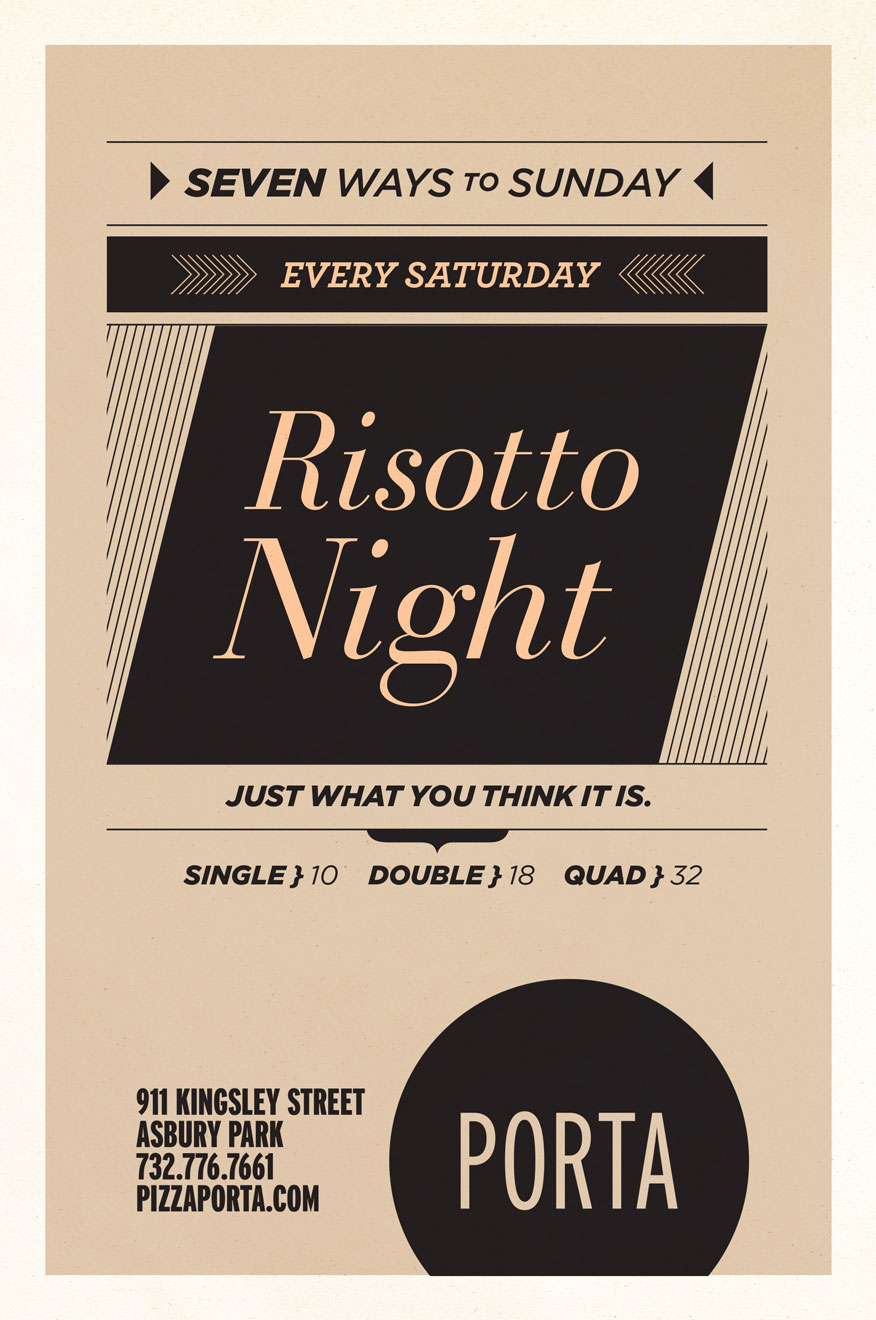 SEVEN WAYS TO SUNDAY
EVERY SATURDAY
Risotto
Night
JUST WHAT YOU THINK IT IS.
SINGLE } 10 DOUBLE } 18 QUAD } 32
911 KINGSLEY STREET
ASBURY PARK
732.776.7661
PIZZAPORTA.COM
PORTA